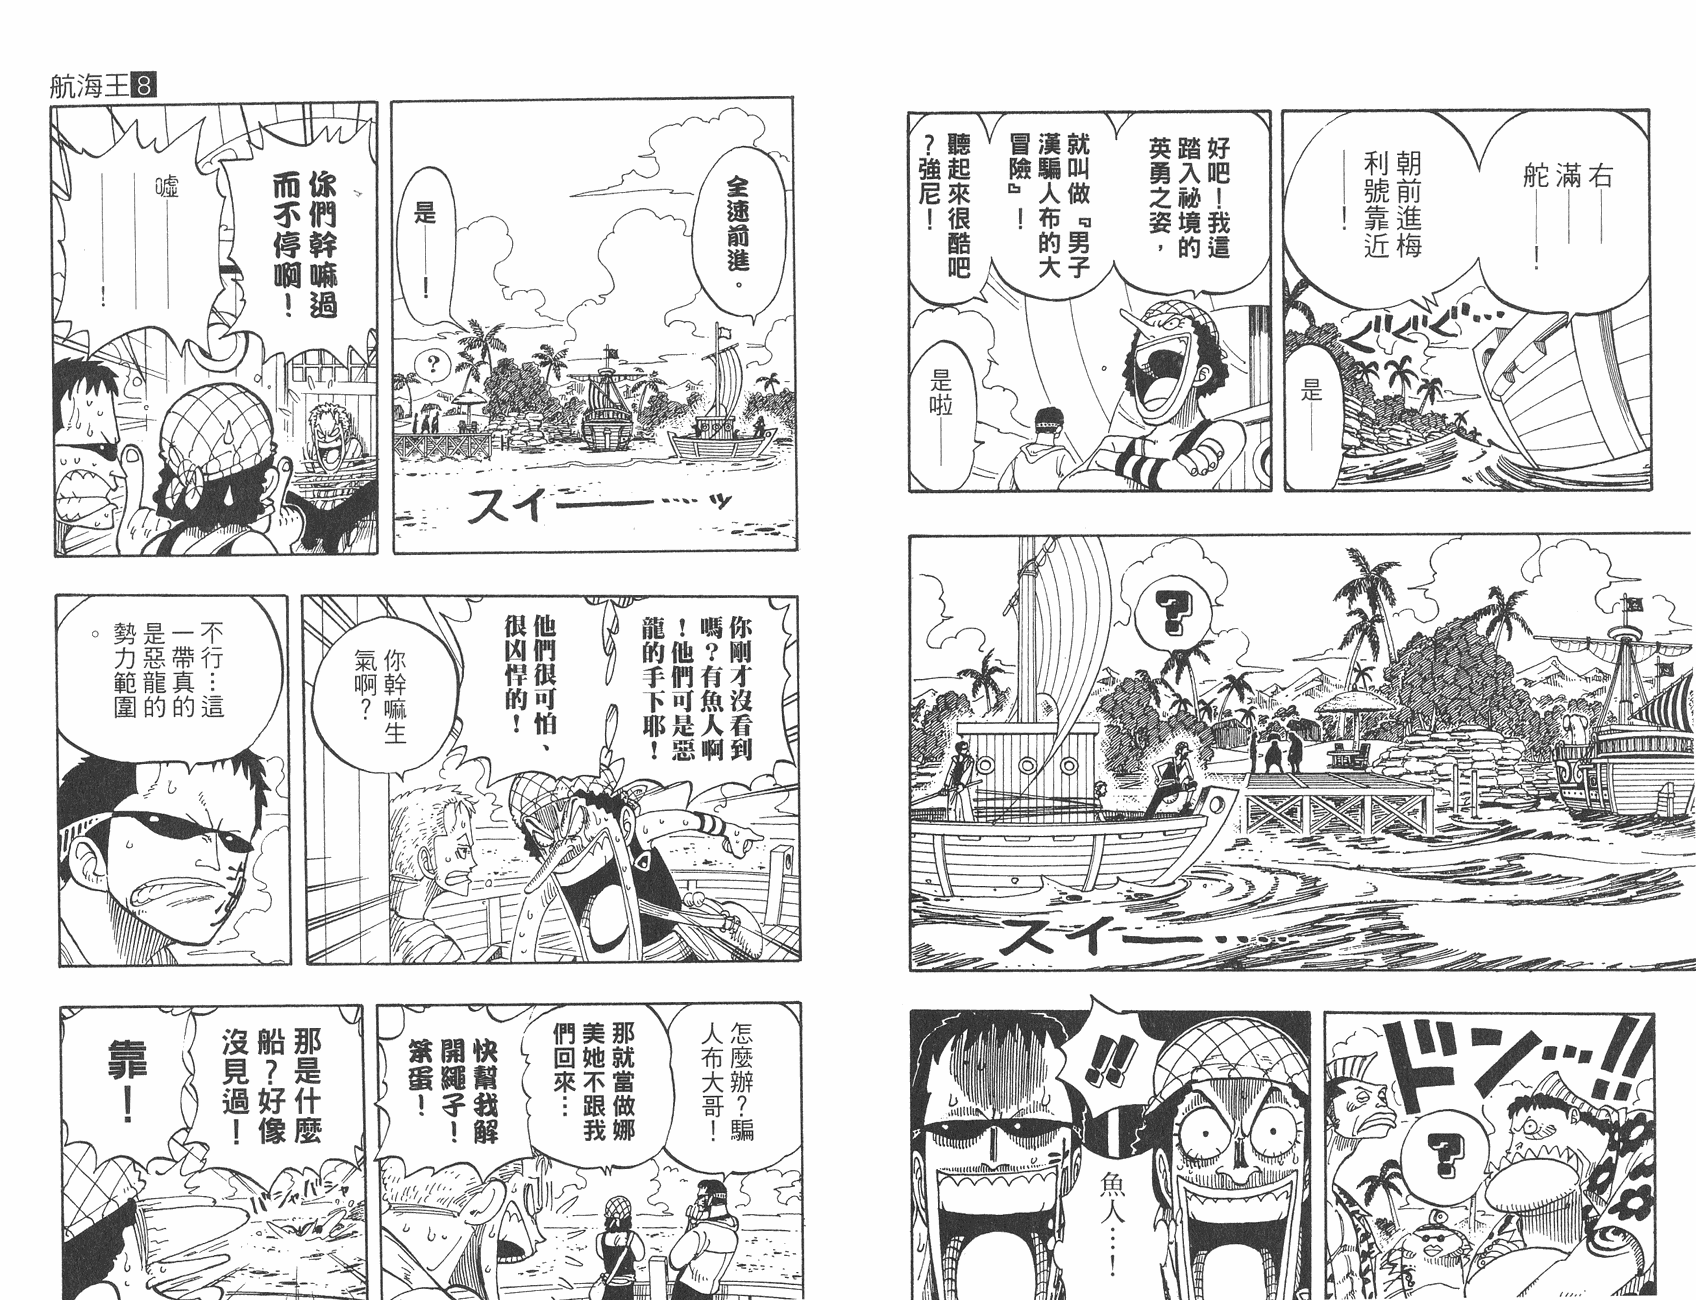 航海王8
右
滿
舵
｜｜｜！
朝前進梅
利號靠近
｜｜！
是｜｜
好吧！我這
踏入祕境的
英勇之姿，
就叫做『男子
漢騙人布的大
冒險』！
聽起來很酷吧
？強尼！
是啦｜｜
ググググ…
？
スイー……
ドン…!!
？
!!
魚人…！
全速前進。
是｜｜！
？
スイー……ッ
你們幹嘛過
而不停啊！
噓
｜｜｜！
你剛才沒看到
嗎？有魚人啊
！他們可是惡
龍的手下耶！
他們很可怕、
很凶悍的！
你幹嘛生
氣啊？
不行…這
一帶真的
是惡龍的
勢力範圍
。
怎麼辦？騙
人布大哥！
那就當做娜
美她不跟我
們回來…
快幫我解
開繩子！
笨蛋！
那是什麼
船？好像
沒見過！
靠！